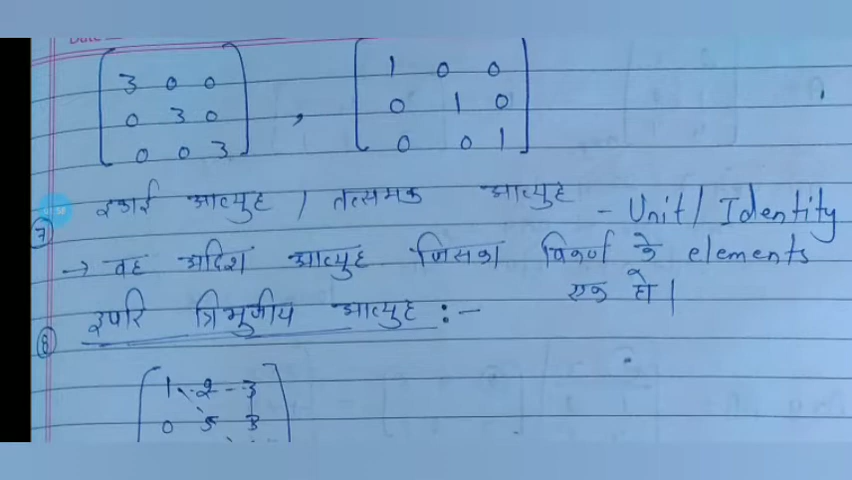 3 0 0 1 0 0
0 3 0 , 0 1 0
0 0 3 0 0 1
7 इकाई आव्युह / तत्समक आव्युह - Unit/ Identity
→ वह अदिश आव्युह जिसका विकर्ण के elements
एक हो।
8 उपरि त्रिभुजीय आव्युह :-
1 2 3
0 5 3